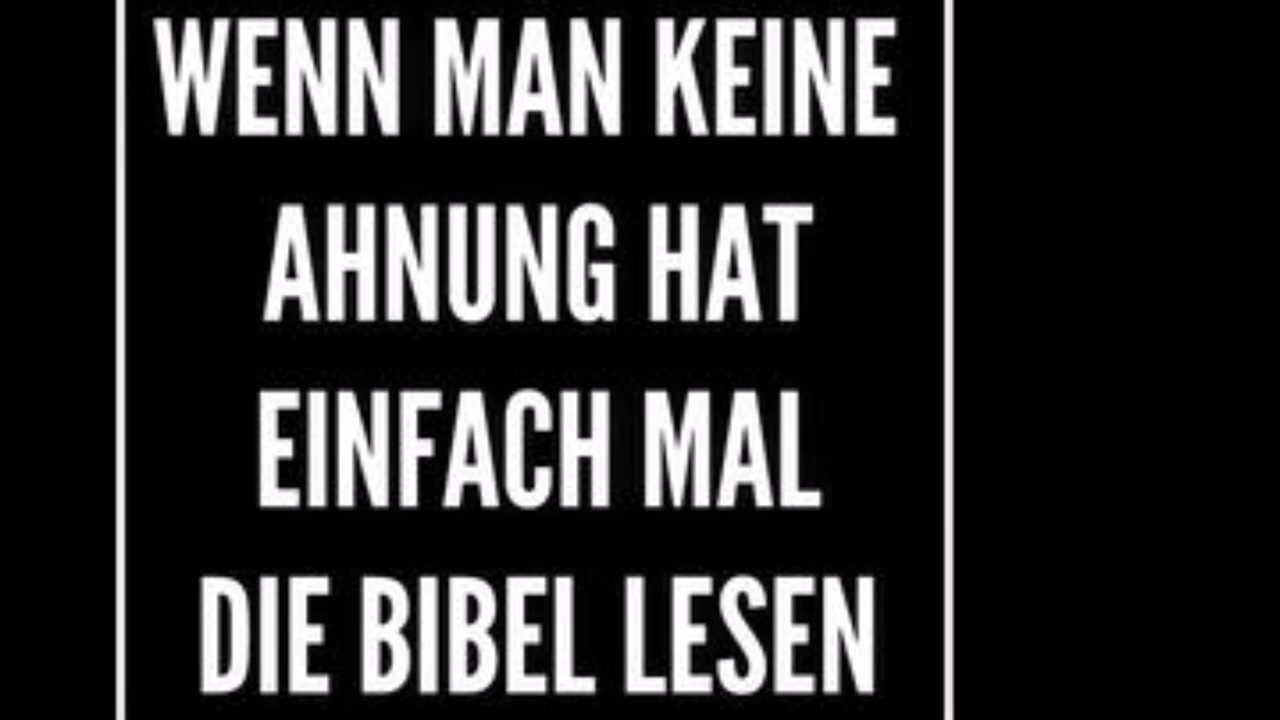 WENN MAN KEINE
AHNUNG HAT
EINFACH MAL
DIE BIBEL LESEN